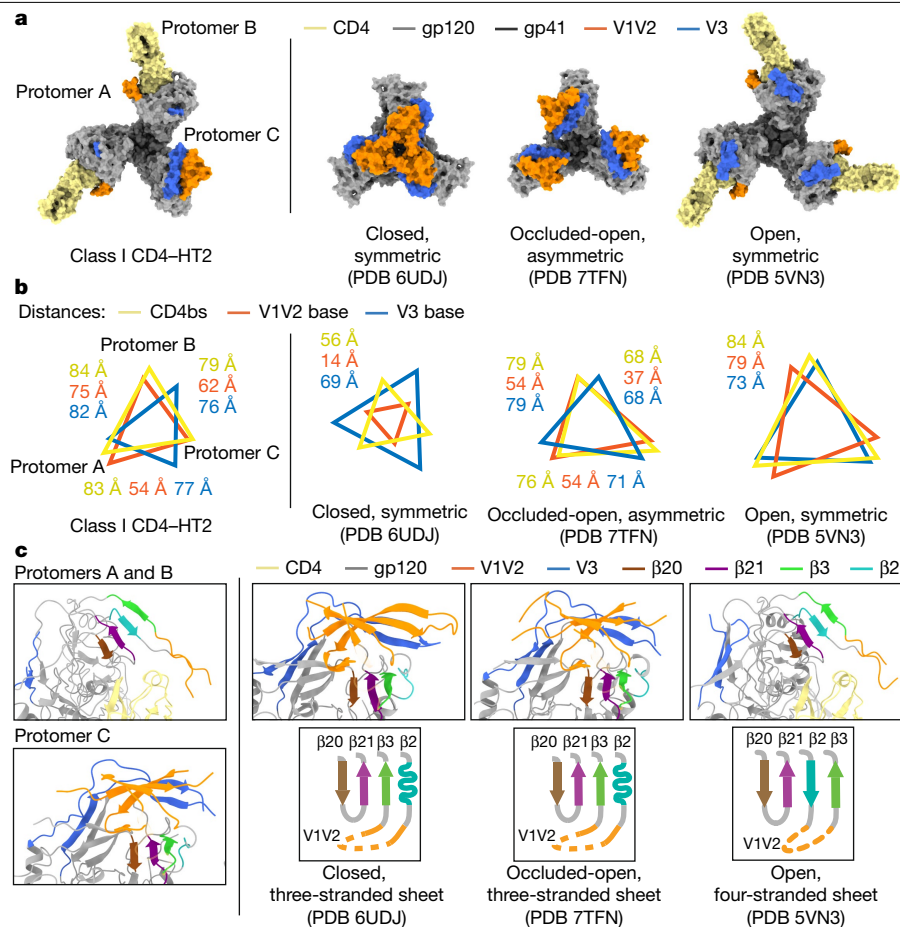 a
Protomer B
CD4 gp120 gp41 V1V2 V3
Protomer A
Protomer C
Class I CD4–HT2
Closed,
symmetric
(PDB 6UDJ)
Occluded-open,
asymmetric
(PDB 7TFN)
Open,
symmetric
(PDB 5VN3)
b
Distances: CD4bs V1V2 base V3 base
Protomer B
84 Å
75 Å
82 Å
79 Å
62 Å
76 Å
Protomer A
Protomer C
83 Å 54 Å 77 Å
Class I CD4–HT2
56 Å
14 Å
69 Å
Closed, symmetric
(PDB 6UDJ)
79 Å
54 Å
79 Å
68 Å
37 Å
68 Å
76 Å 54 Å 71 Å
Occluded-open, asymmetric
(PDB 7TFN)
84 Å
79 Å
73 Å
Open, symmetric
(PDB 5VN3)
c
CD4 gp120 V1V2 V3 β20 β21 β3 β2
Protomers A and B
Protomer C
β20 β21 β3 β2
V1V2
Closed,
three-stranded sheet
(PDB 6UDJ)
β20 β21 β3 β2
V1V2
Occluded-open,
three-stranded sheet
(PDB 7TFN)
β20 β21 β2 β3
V1V2
Open,
four-stranded sheet
(PDB 5VN3)